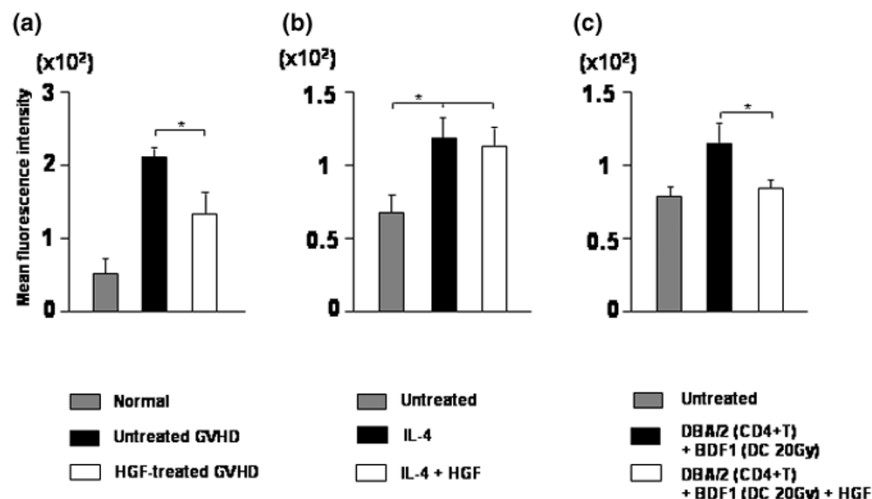 (a)
(x10²)
Mean fluorescence intensity
3
2
1
0
*
Normal
Untreated GVHD
HGF-treated GVHD
(b)
(x10²)
1.5
1
0.5
0
*
Untreated
IL-4
IL-4 + HGF
(c)
(x10²)
1.5
1
0.5
0
*
Untreated
DBA/2 (CD4+T)
+ BDF1 (DC 20Gy)
DBA/2 (CD4+T)
+ BDF1 (DC 20Gy) + HGF